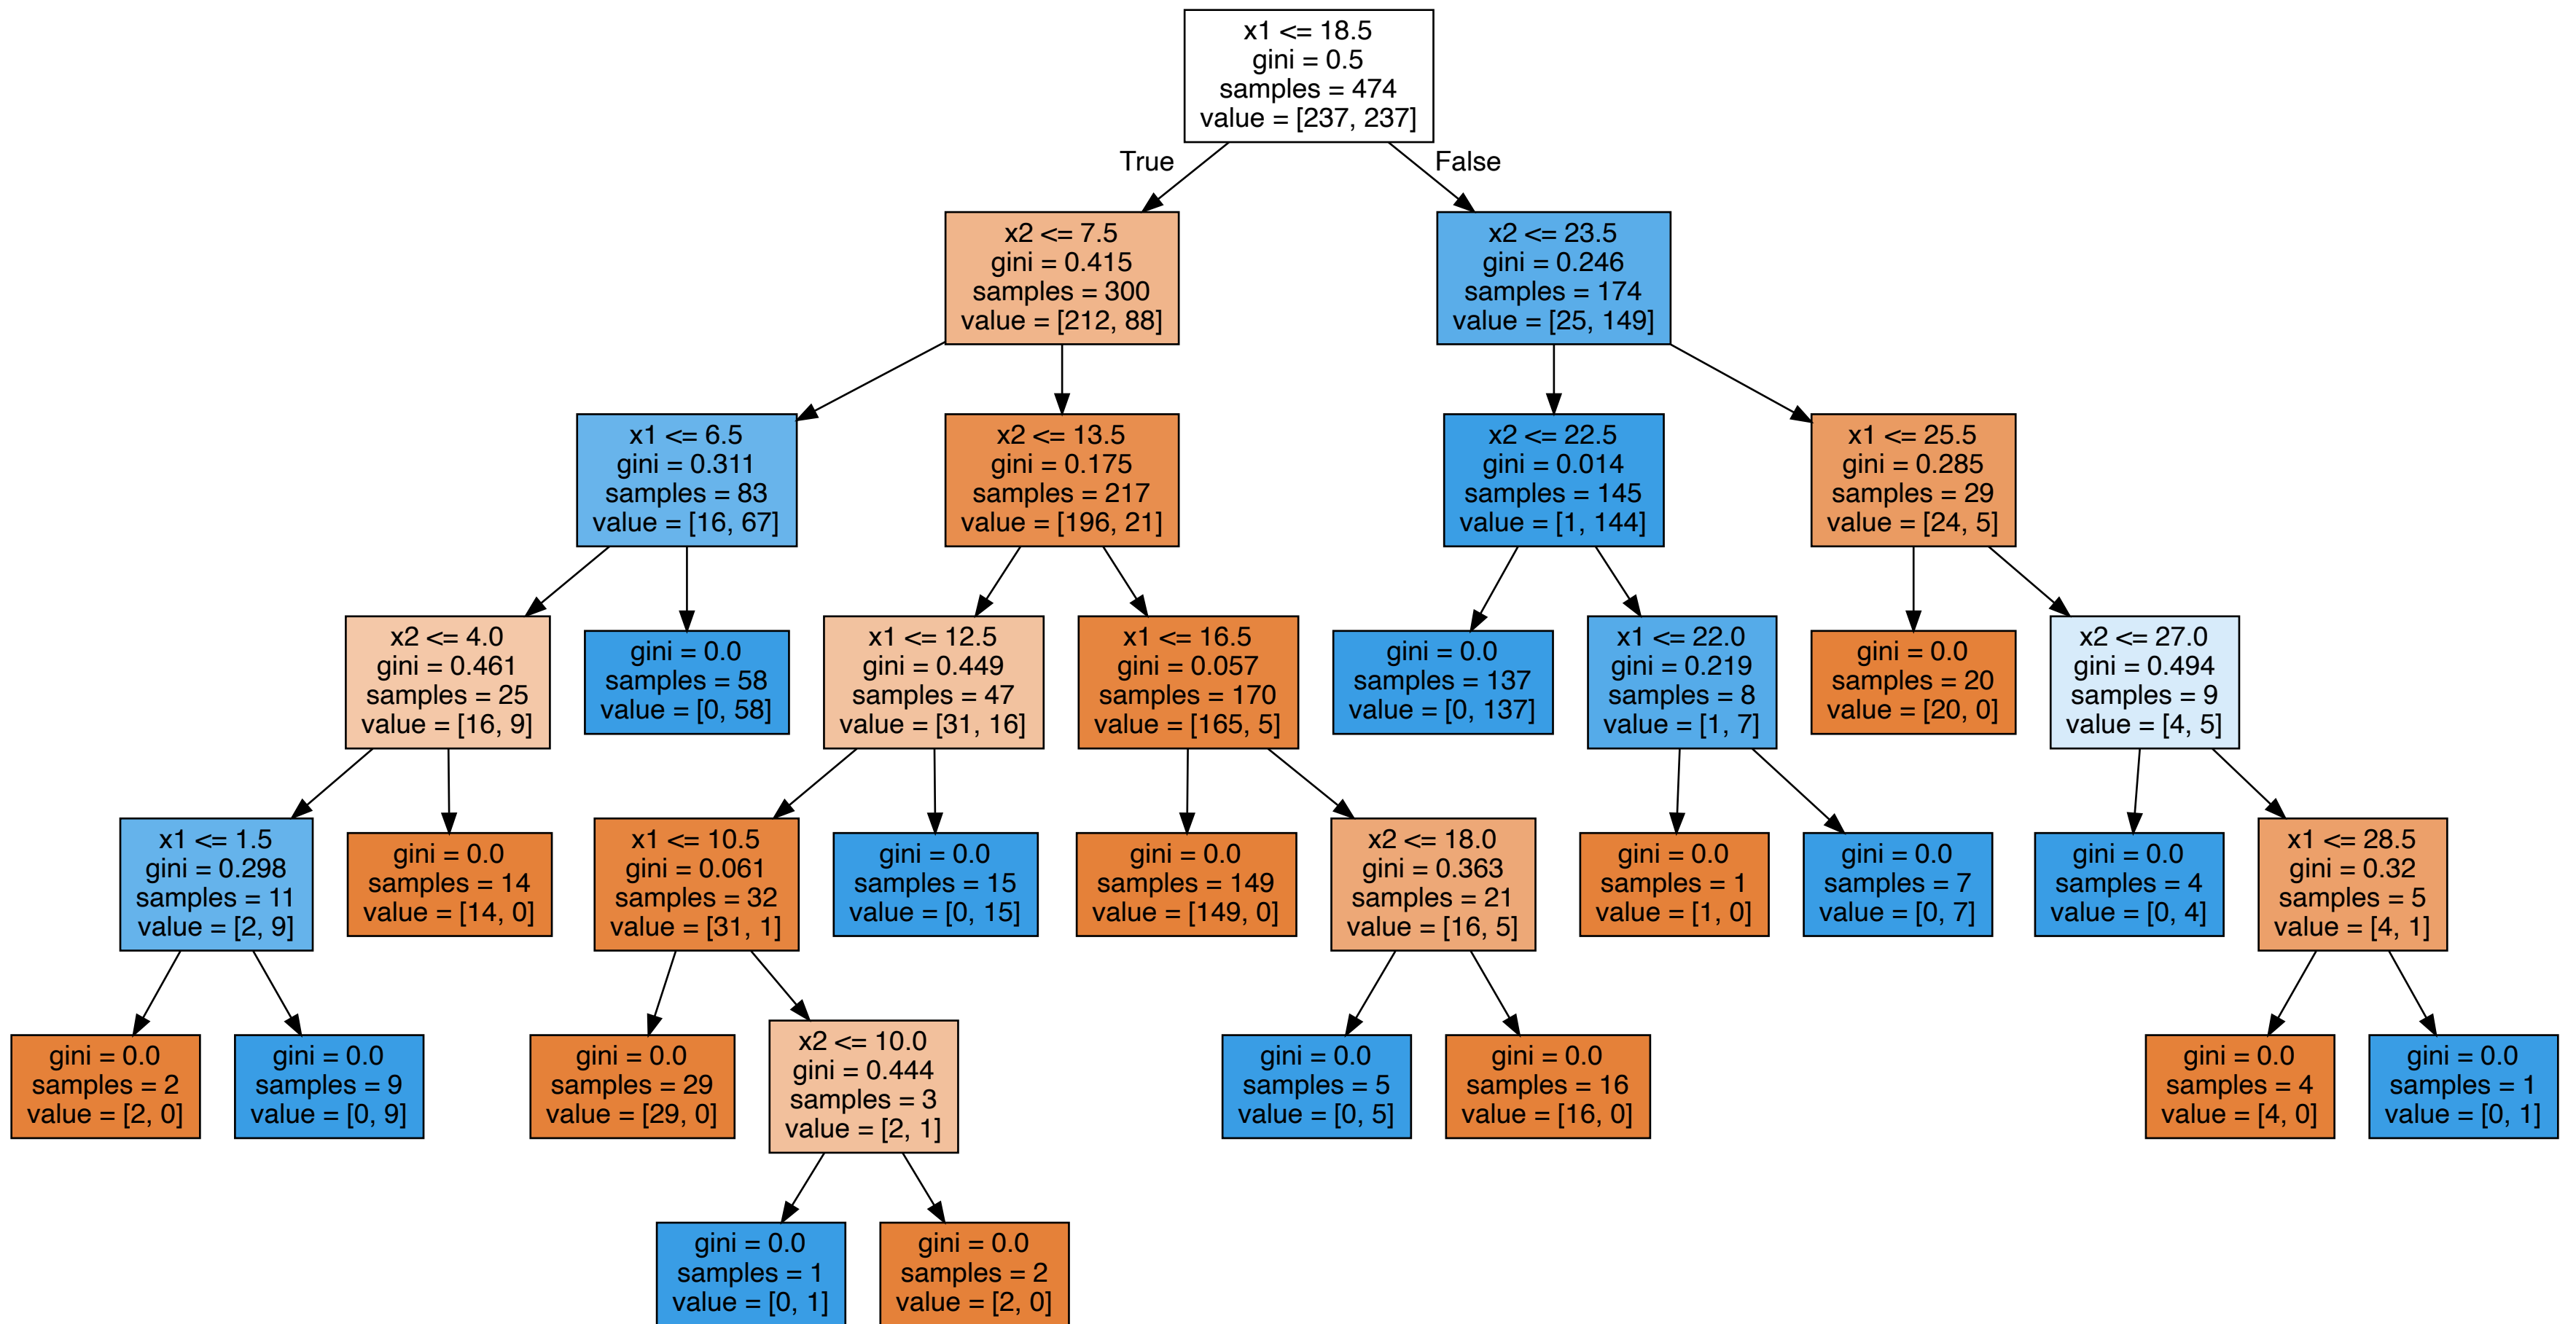 x1 <= 18.5
gini = 0.5
samples = 474
value = [237, 237]
True
False
x2 <= 7.5
gini = 0.415
samples = 300
value = [212, 88]
x2 <= 23.5
gini = 0.246
samples = 174
value = [25, 149]
x1 <= 6.5
gini = 0.311
samples = 83
value = [16, 67]
x2 <= 13.5
gini = 0.175
samples = 217
value = [196, 21]
x2 <= 22.5
gini = 0.014
samples = 145
value = [1, 144]
x1 <= 25.5
gini = 0.285
samples = 29
value = [24, 5]
x2 <= 4.0
gini = 0.461
samples = 25
value = [16, 9]
gini = 0.0
samples = 58
value = [0, 58]
x1 <= 12.5
gini = 0.449
samples = 47
value = [31, 16]
x1 <= 16.5
gini = 0.057
samples = 170
value = [165, 5]
gini = 0.0
samples = 137
value = [0, 137]
x1 <= 22.0
gini = 0.219
samples = 8
value = [1, 7]
gini = 0.0
samples = 20
value = [20, 0]
x2 <= 27.0
gini = 0.494
samples = 9
value = [4, 5]
x1 <= 1.5
gini = 0.298
samples = 11
value = [2, 9]
gini = 0.0
samples = 14
value = [14, 0]
x1 <= 10.5
gini = 0.061
samples = 32
value = [31, 1]
gini = 0.0
samples = 15
value = [0, 15]
gini = 0.0
samples = 149
value = [149, 0]
x2 <= 18.0
gini = 0.363
samples = 21
value = [16, 5]
gini = 0.0
samples = 1
value = [1, 0]
gini = 0.0
samples = 7
value = [0, 7]
gini = 0.0
samples = 4
value = [0, 4]
x1 <= 28.5
gini = 0.32
samples = 5
value = [4, 1]
gini = 0.0
samples = 2
value = [2, 0]
gini = 0.0
samples = 9
value = [0, 9]
gini = 0.0
samples = 29
value = [29, 0]
x2 <= 10.0
gini = 0.444
samples = 3
value = [2, 1]
gini = 0.0
samples = 5
value = [0, 5]
gini = 0.0
samples = 16
value = [16, 0]
gini = 0.0
samples = 4
value = [4, 0]
gini = 0.0
samples = 1
value = [0, 1]
gini = 0.0
samples = 1
value = [0, 1]
gini = 0.0
samples = 2
value = [2, 0]